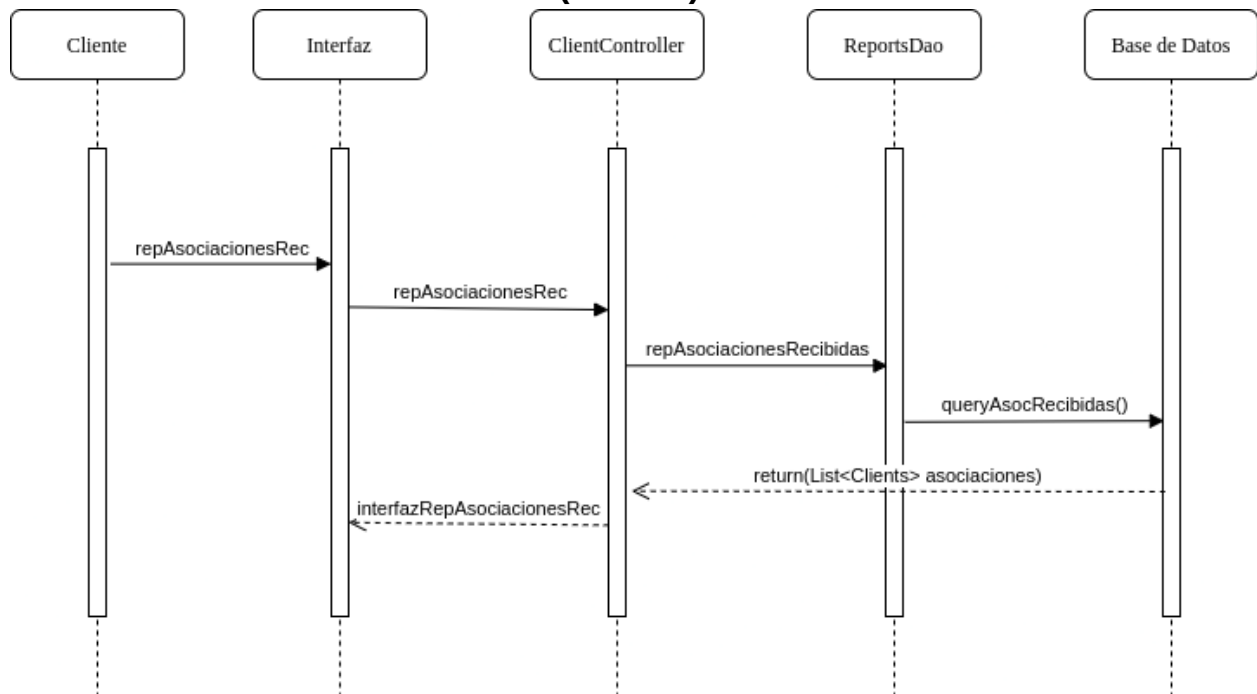 Cliente
Interfaz
ClientController
ReportsDao
Base de Datos
repAsociacionesRec
repAsociacionesRec
repAsociacionesRecibidas
queryAsocRecibidas()
return(List<Clients> asociaciones)
interfazRepAsociacionesRec